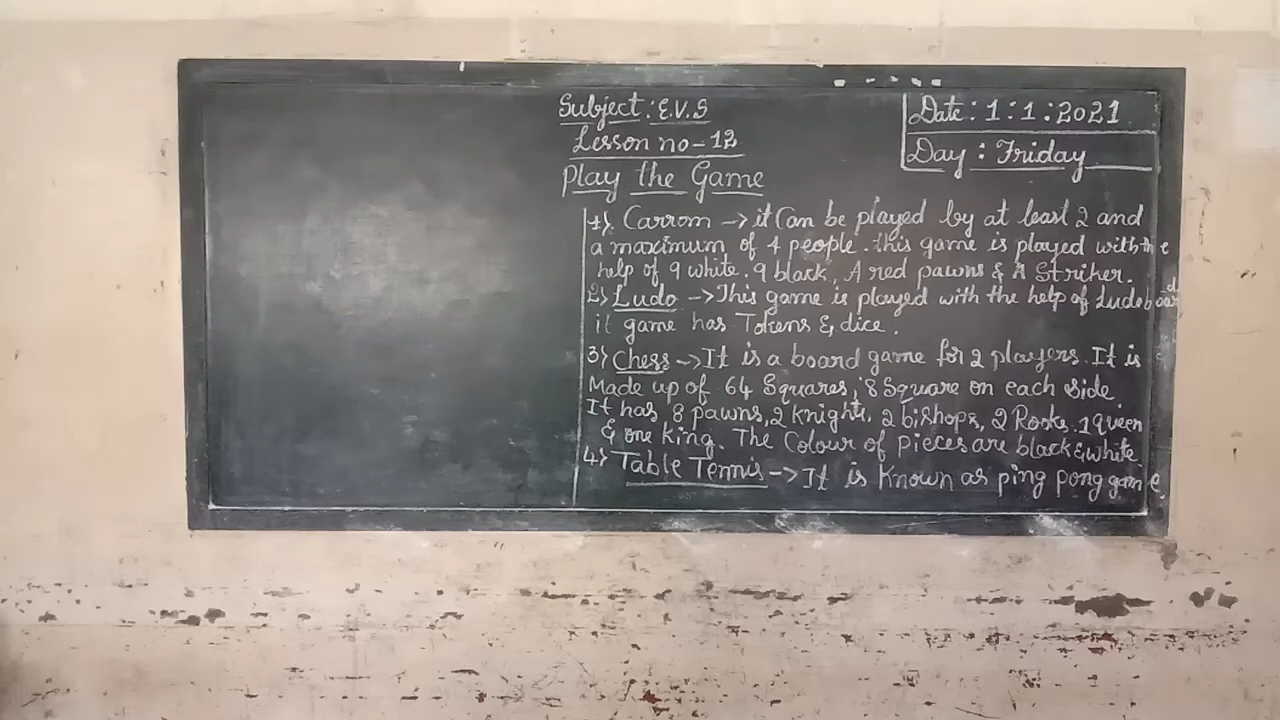 Subject : E.V.S
Lesson no - 12
Play the Game
Date : 1 : 1 : 2021
Day : Friday
1) Carrom -> it Can be played by at least 2 and
a maximum of 4 people. this game is played with the
help of 9 white. 9 black, A red pawns & A Striker.
2) Ludo -> This game is played with the help of Ludo board
it game has Tokens & dice.
3) Chess -> It is a board game for 2 players. It is
Made up of 64 Squares, 8 Square on each side.
It has 8 pawns, 2 knights, 2 bishops, 2 Rooks. 1 queen
& one king. The Colour of Pieces are black & white.
4) Table Tennis -> It is Known as ping pong game.